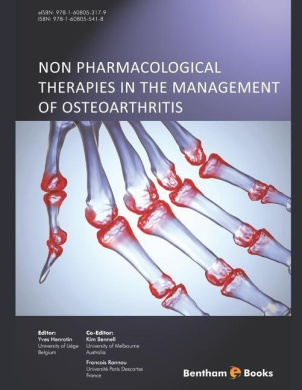 eISBN: 978-1-60805-317-9
ISBN: 978-1-60805-541-8
NON PHARMACOLOGICAL
THERAPIES IN THE MANAGEMENT
OF OSTEOARTHRITIS
Editor:
Yves Henrotin
University of Liège
Belgium
Co-Editor:
Kim Bennell
University of Melbourne
Australia
Francois Rannou
Université Paris Descartes
France
Bentham e Books